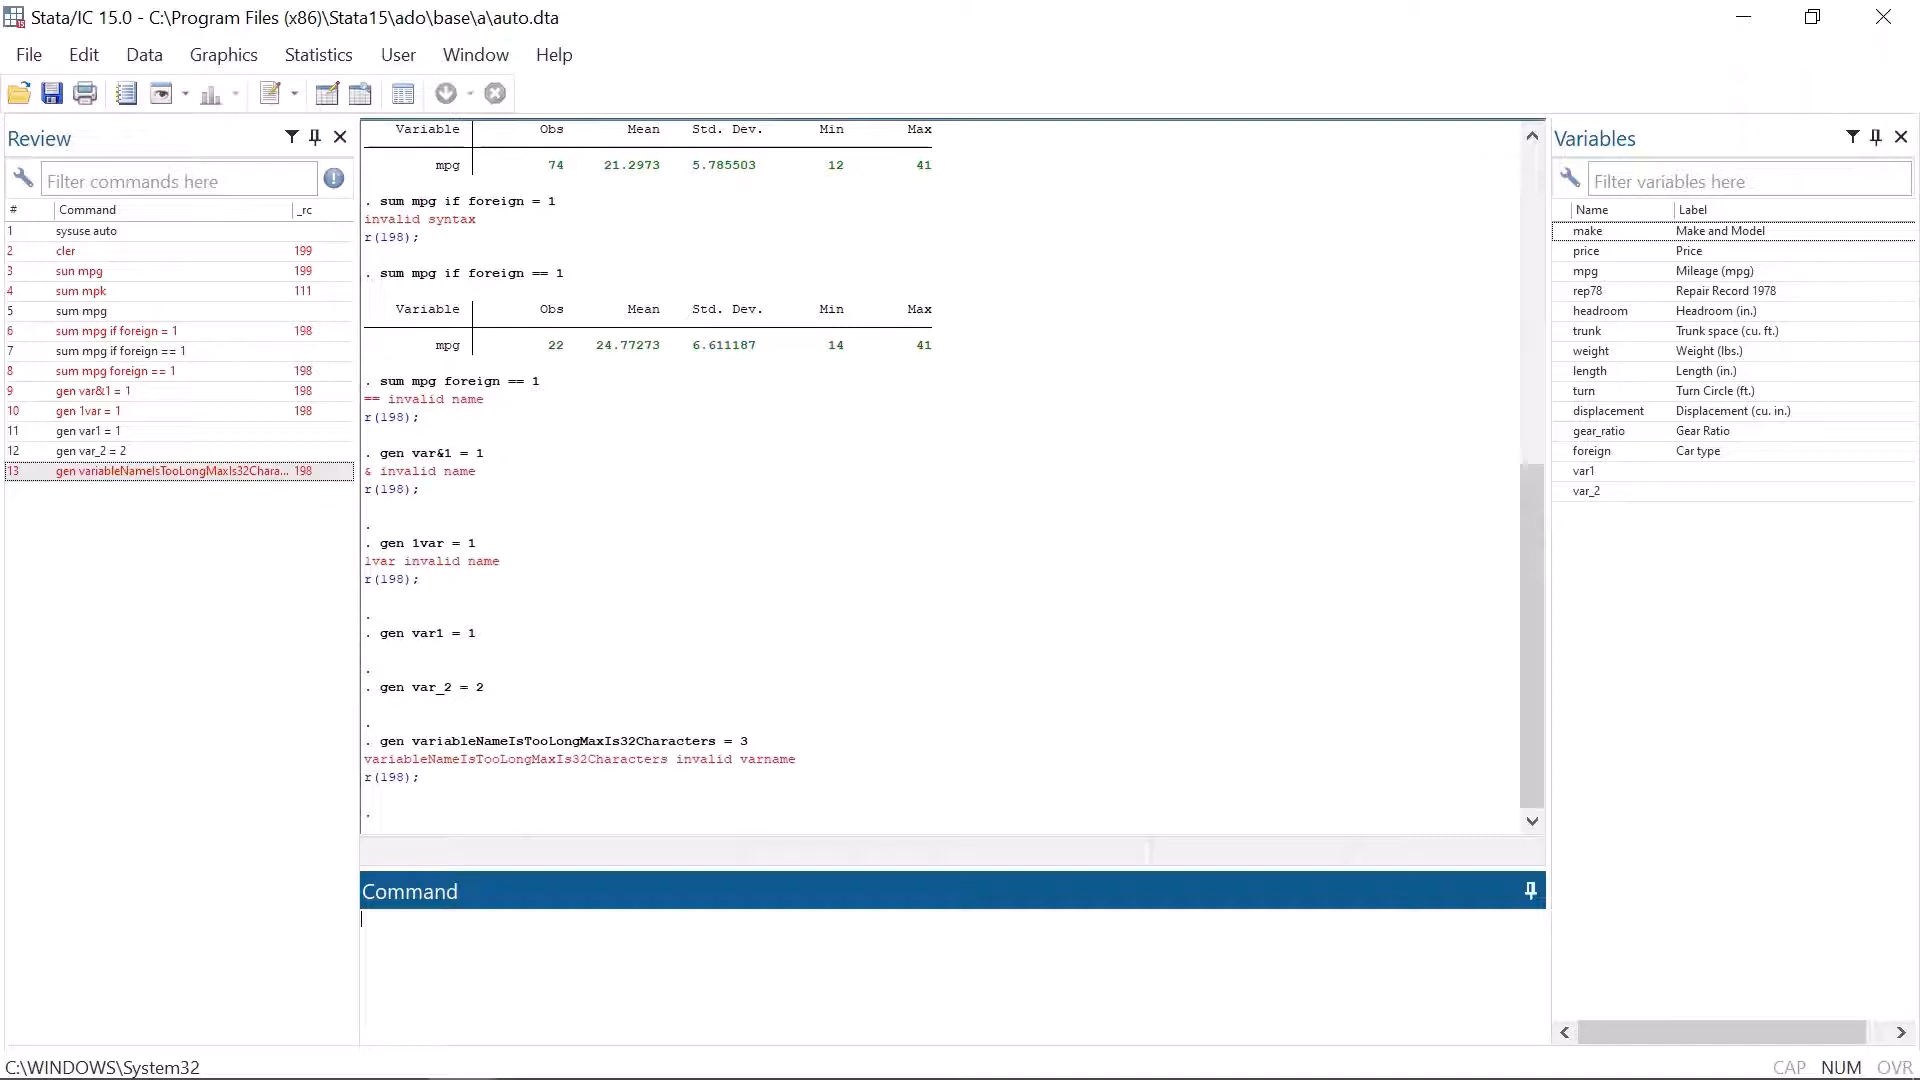 Stata/IC 15.0 - C:\Program Files (x86)\Stata15\ado\base\a\auto.dta
File Edit Data Graphics Statistics User Window Help
Review
Filter commands here
# Command _rc
1 sysuse auto
2 cler 199
3 sun mpg 199
4 sum mpk 111
5 sum mpg
6 sum mpg if foreign = 1 198
7 sum mpg if foreign == 1
8 sum mpg foreign == 1 198
9 gen var&1 = 1 198
10 gen 1var = 1 198
11 gen var1 = 1
12 gen var_2 = 2
13 gen variableNameIsTooLongMaxIs32Chara... 198
Variable Obs Mean Std. Dev. Min Max
mpg 74 21.2973 5.785503 12 41
. sum mpg if foreign = 1
invalid syntax
r(198);
. sum mpg if foreign == 1
Variable Obs Mean Std. Dev. Min Max
mpg 22 24.77273 6.611187 14 41
. sum mpg foreign == 1
== invalid name
r(198);
. gen var&1 = 1
& invalid name
r(198);
.
. gen 1var = 1
1var invalid name
r(198);
.
. gen var1 = 1
.
. gen var_2 = 2
.
. gen variableNameIsTooLongMaxIs32Characters = 3
variableNameIsTooLongMaxIs32Characters invalid varname
r(198);
.
Command
Variables
Filter variables here
Name Label
make Make and Model
price Price
mpg Mileage (mpg)
rep78 Repair Record 1978
headroom Headroom (in.)
trunk Trunk space (cu. ft.)
weight Weight (lbs.)
length Length (in.)
turn Turn Circle (ft.)
displacement Displacement (cu. in.)
gear_ratio Gear Ratio
foreign Car type
var1
var_2
C:\WINDOWS\System32
CAP NUM OVR